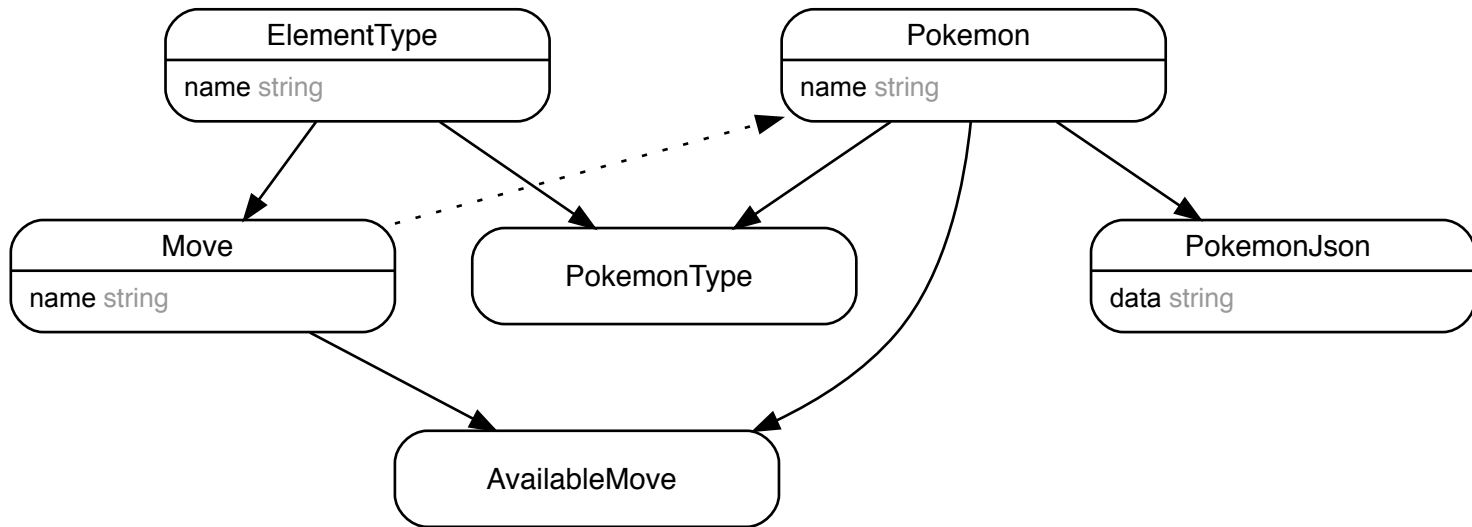 ElementType
name string
Pokemon
name string
Move
name string
PokemonType
PokemonJson
data string
AvailableMove